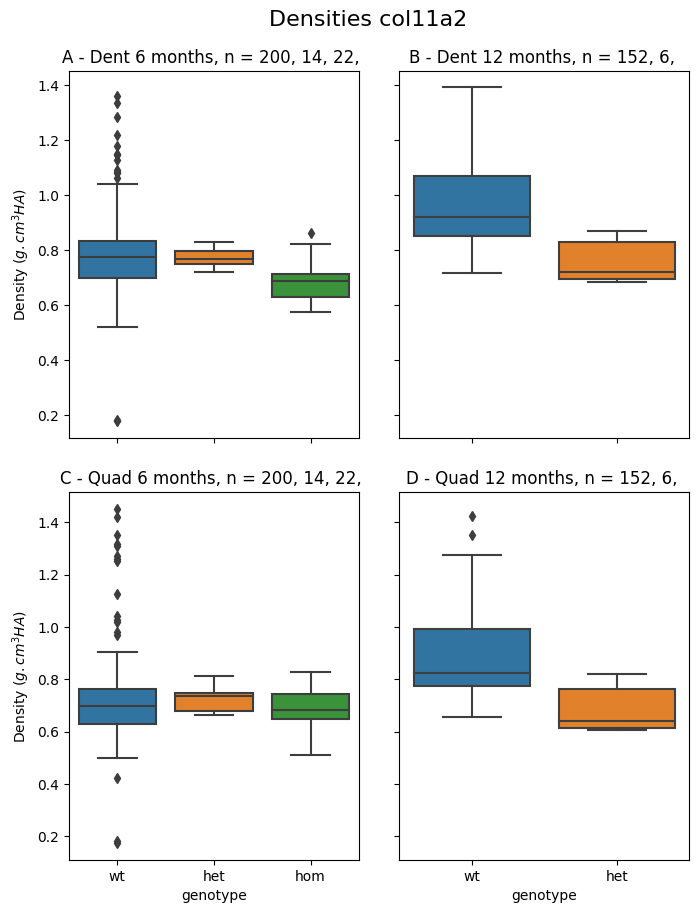 Densities col11a2
A - Dent 6 months, n = 200, 14, 22,
B - Dent 12 months, n = 152, 6,
1.4
1.2
1.0
0.8
0.6
0.4
0.2
Density (g.cm³HA)
C - Quad 6 months, n = 200, 14, 22,
D - Quad 12 months, n = 152, 6,
1.4
1.2
1.0
0.8
0.6
0.4
0.2
Density (g.cm³HA)
wt het hom
genotype
wt het
genotype